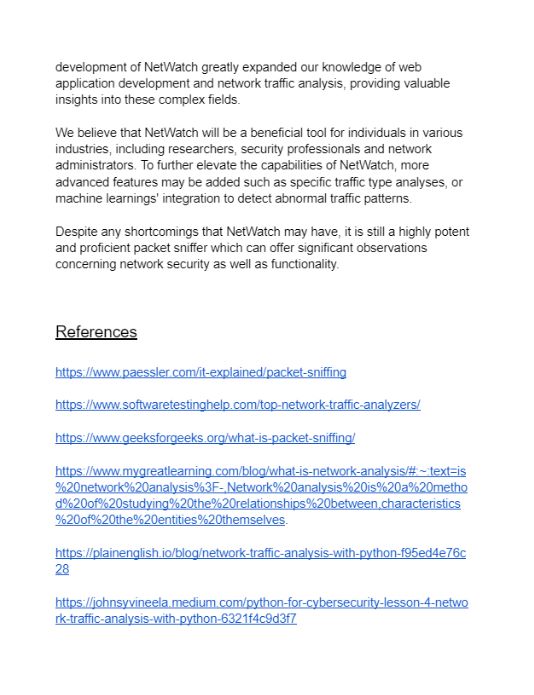 development of NetWatch greatly expanded our knowledge of web
application development and network traffic analysis, providing valuable
insights into these complex fields.
We believe that NetWatch will be a beneficial tool for individuals in various
industries, including researchers, security professionals and network
administrators. To further elevate the capabilities of NetWatch, more
advanced features may be added such as specific traffic type analyses, or
machine learnings' integration to detect abnormal traffic patterns.
Despite any shortcomings that NetWatch may have, it is still a highly potent
and proficient packet sniffer which can offer significant observations
concerning network security as well as functionality.
References
https://www.paessler.com/it-explained/packet-sniffing
https://www.softwaretestinghelp.com/top-network-traffic-analyzers/
https://www.geeksforgeeks.org/what-is-packet-sniffing/
https://www.mygreatlearning.com/blog/what-is-network-analysis/#:~:text=is
%20network%20analysis%3F-,Network%20analysis%20is%20a%20metho
d%20of%20studying%20the%20relationships%20between,characteristics
%20of%20the%20entities%20themselves.
https://plainenglish.io/blog/network-traffic-analysis-with-python-f95ed4e76c
28
https://johnsyvineela.medium.com/python-for-cybersecurity-lesson-4-netwo
rk-traffic-analysis-with-python-6321f4c9d3f7